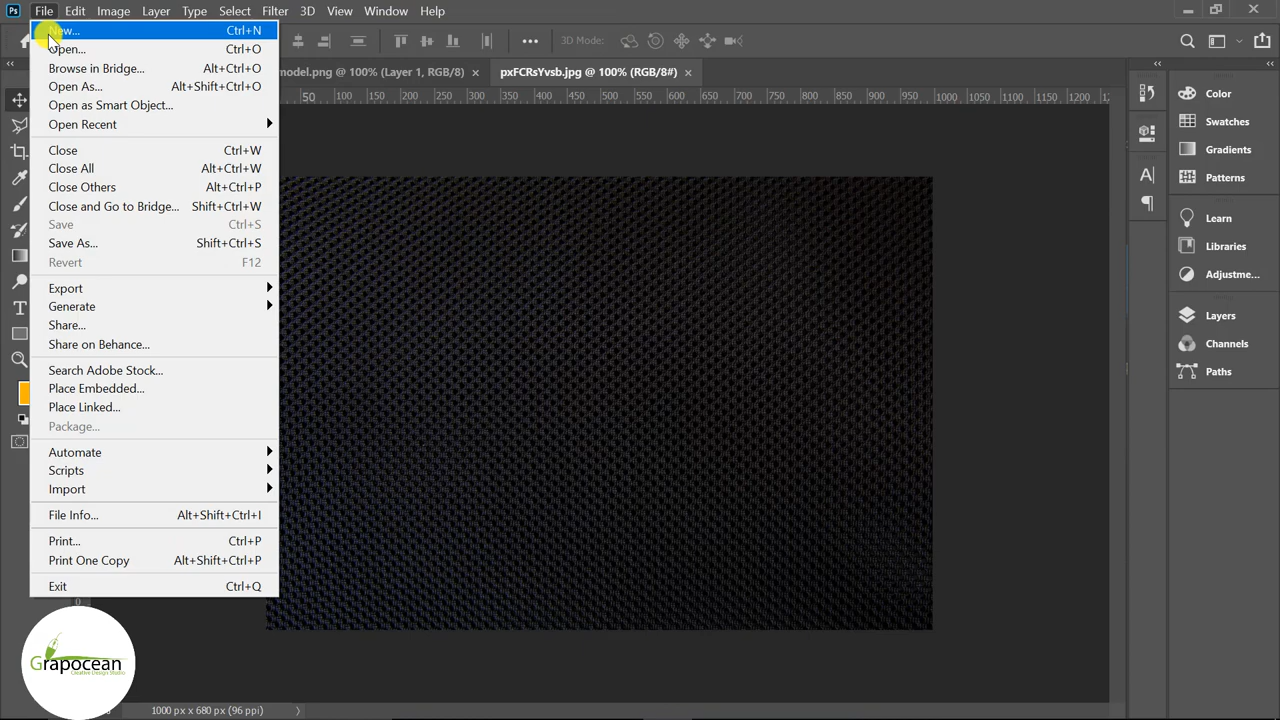 Ps File Edit Image Layer Type Select Filter 3D View Window Help
3D Mode:
model.png @ 100% (Layer 1, RGB/8) × pxFCRsYvsb.jpg @ 100% (RGB/8#) ×
50 100 150 200 250 300 350 400 450 500 550 600 650 700 750 800 850 900 950 1000 1050 1100 1150 1200
New... Ctrl+N
Open... Ctrl+O
Browse in Bridge... Alt+Ctrl+O
Open As... Alt+Shift+Ctrl+O
Open as Smart Object...
Open Recent
Close Ctrl+W
Close All Alt+Ctrl+W
Close Others Alt+Ctrl+P
Close and Go to Bridge... Shift+Ctrl+W
Save Ctrl+S
Save As... Shift+Ctrl+S
Revert F12
Export
Generate
Share...
Share on Behance...
Search Adobe Stock...
Place Embedded...
Place Linked...
Package...
Automate
Scripts
Import
File Info... Alt+Shift+Ctrl+I
Print... Ctrl+P
Print One Copy Alt+Shift+Ctrl+P
Exit Ctrl+Q
Color
Swatches
Gradients
Patterns
Learn
Libraries
Adjustme...
Layers
Channels
Paths
Grapocean
Creative Design Studio
1000 px x 680 px (96 ppi)